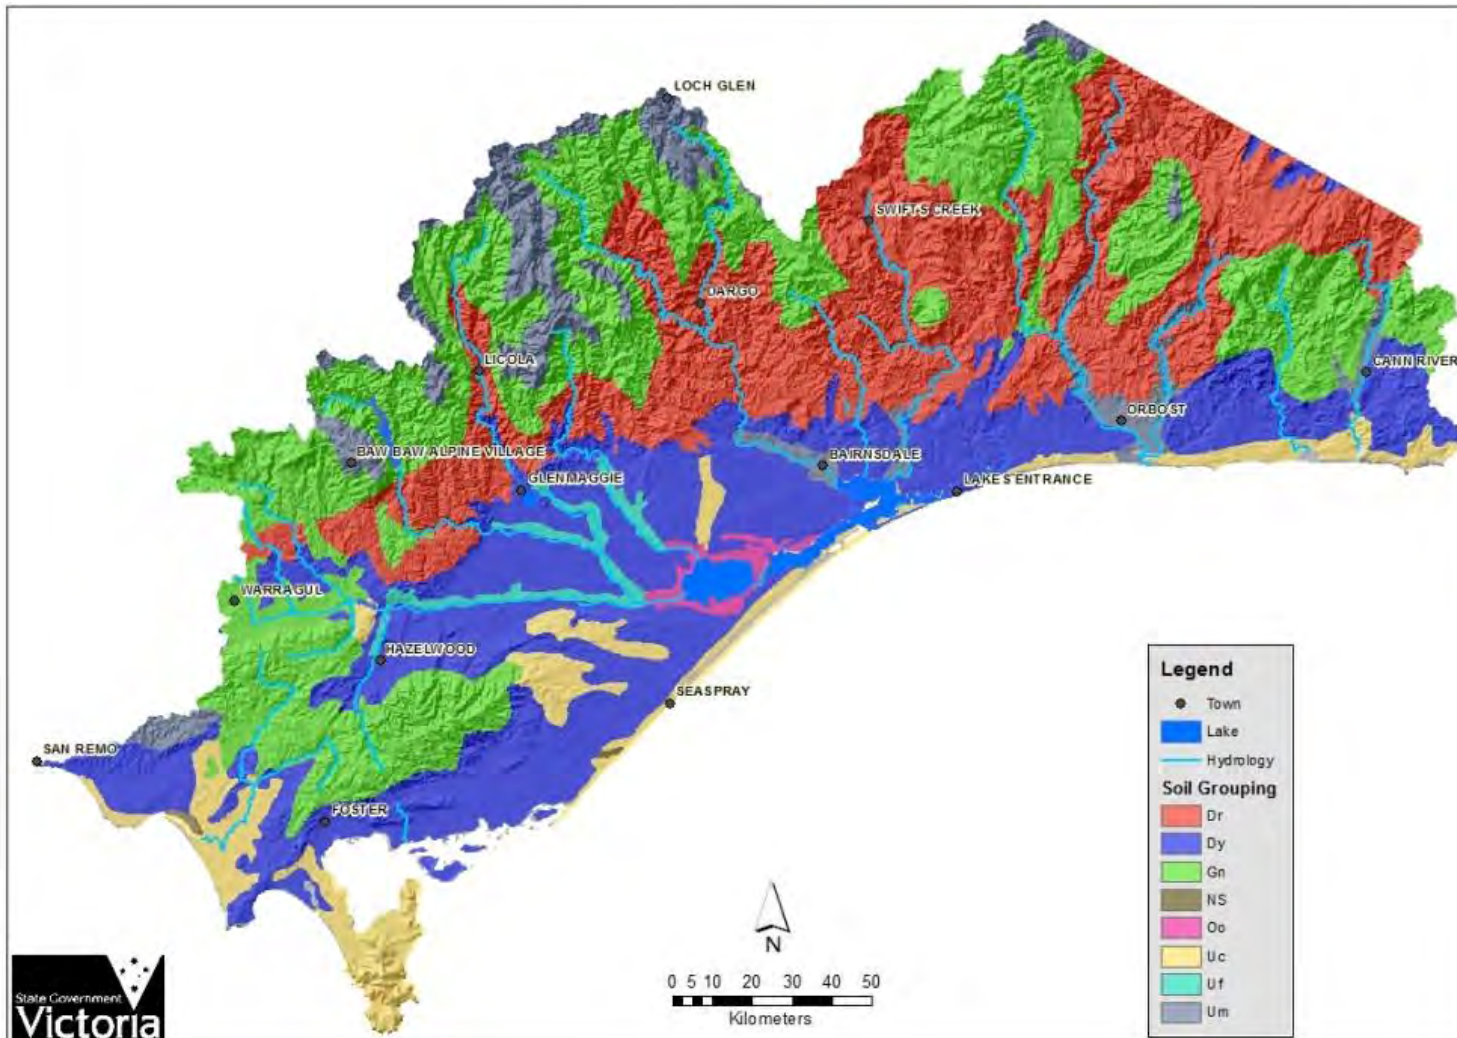 LOCH GLEN
SWIFTS CREEK
DARGO
LICOLA
CANN RIVER
ORBOST
BAW BAW ALPINE VILLAGE
BAIRNSDALE
GLENMAGGIE
LAKES ENTRANCE
WARRAGUL
HAZELWOOD
SEASPRAY
SAN REMO
FOSTER
Legend
Town
Lake
Hydrology
Soil Grouping
Dr
Dy
Gn
NS
Oo
Uc
Uf
Um
N
0 5 10 20 30 40 50
Kilometers
State Government
Victoria